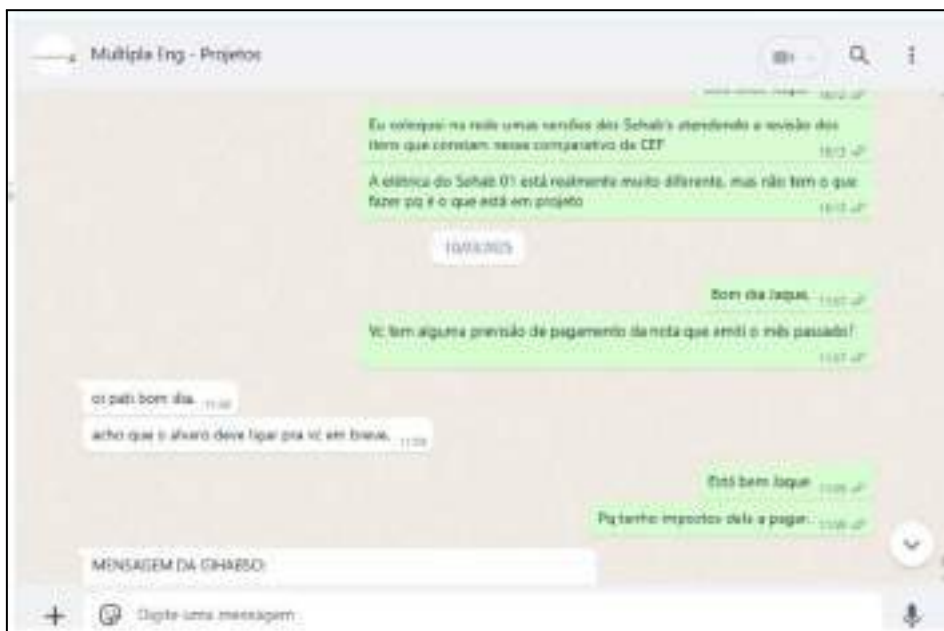 Multipla Eng - Projetos
Eu coloquei na rede umas versões dos Sehab's atendendo a revisão dos
itens que constam nesse comparativo da CEF
A elétrica do Sehab 01 está realmente muito diferente, mas não tem o que
fazer pq é o que está em projeto
10/03/2025
Bom dia Jaque,
Vc tem alguma previsão de pagamento da nota que emiti o mês passado?
oi pati bom dia.
acho que o alvaro deve ligar pra vc em breve,
Está bem Jaque
Pq tenho impostos dela a pagar.
MENSAGEM DA
Digite uma mensagem